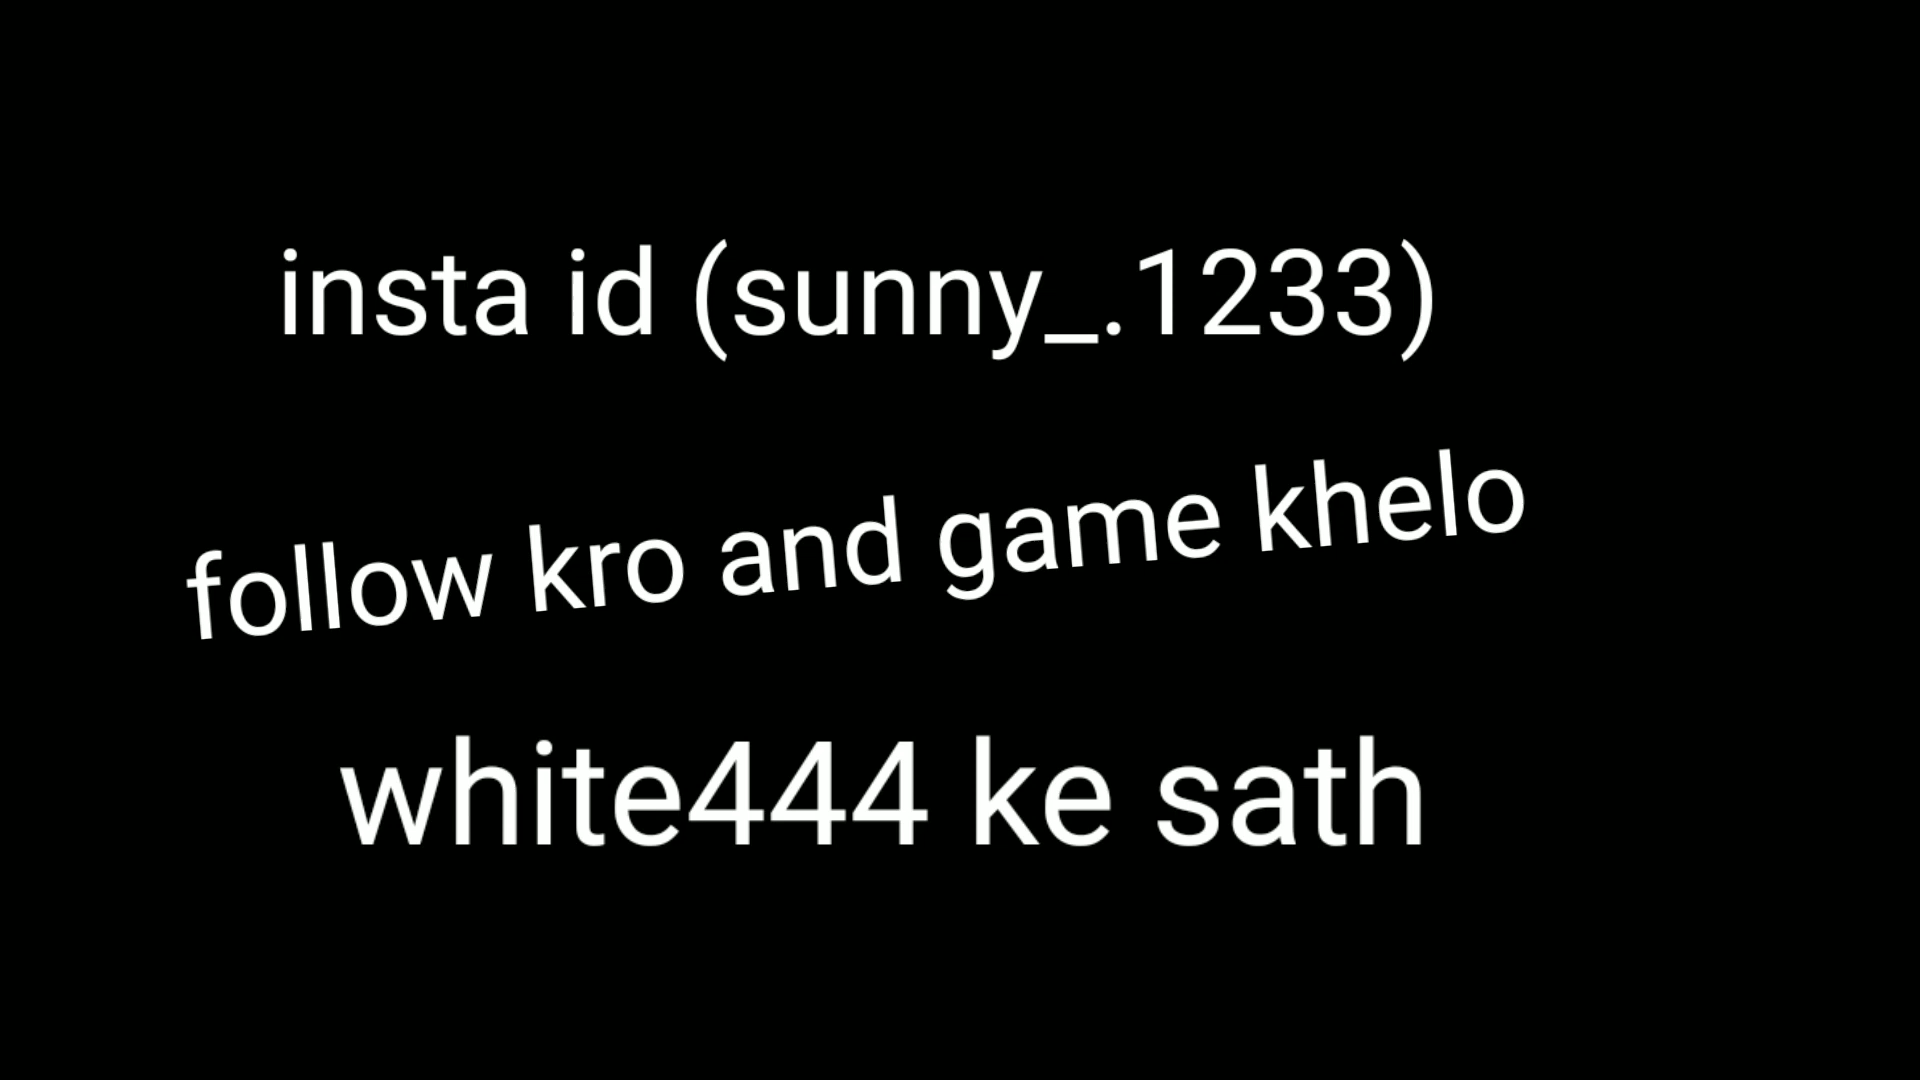 insta id (sunny_.1233)
follow kro and game khelo
white444 ke sath